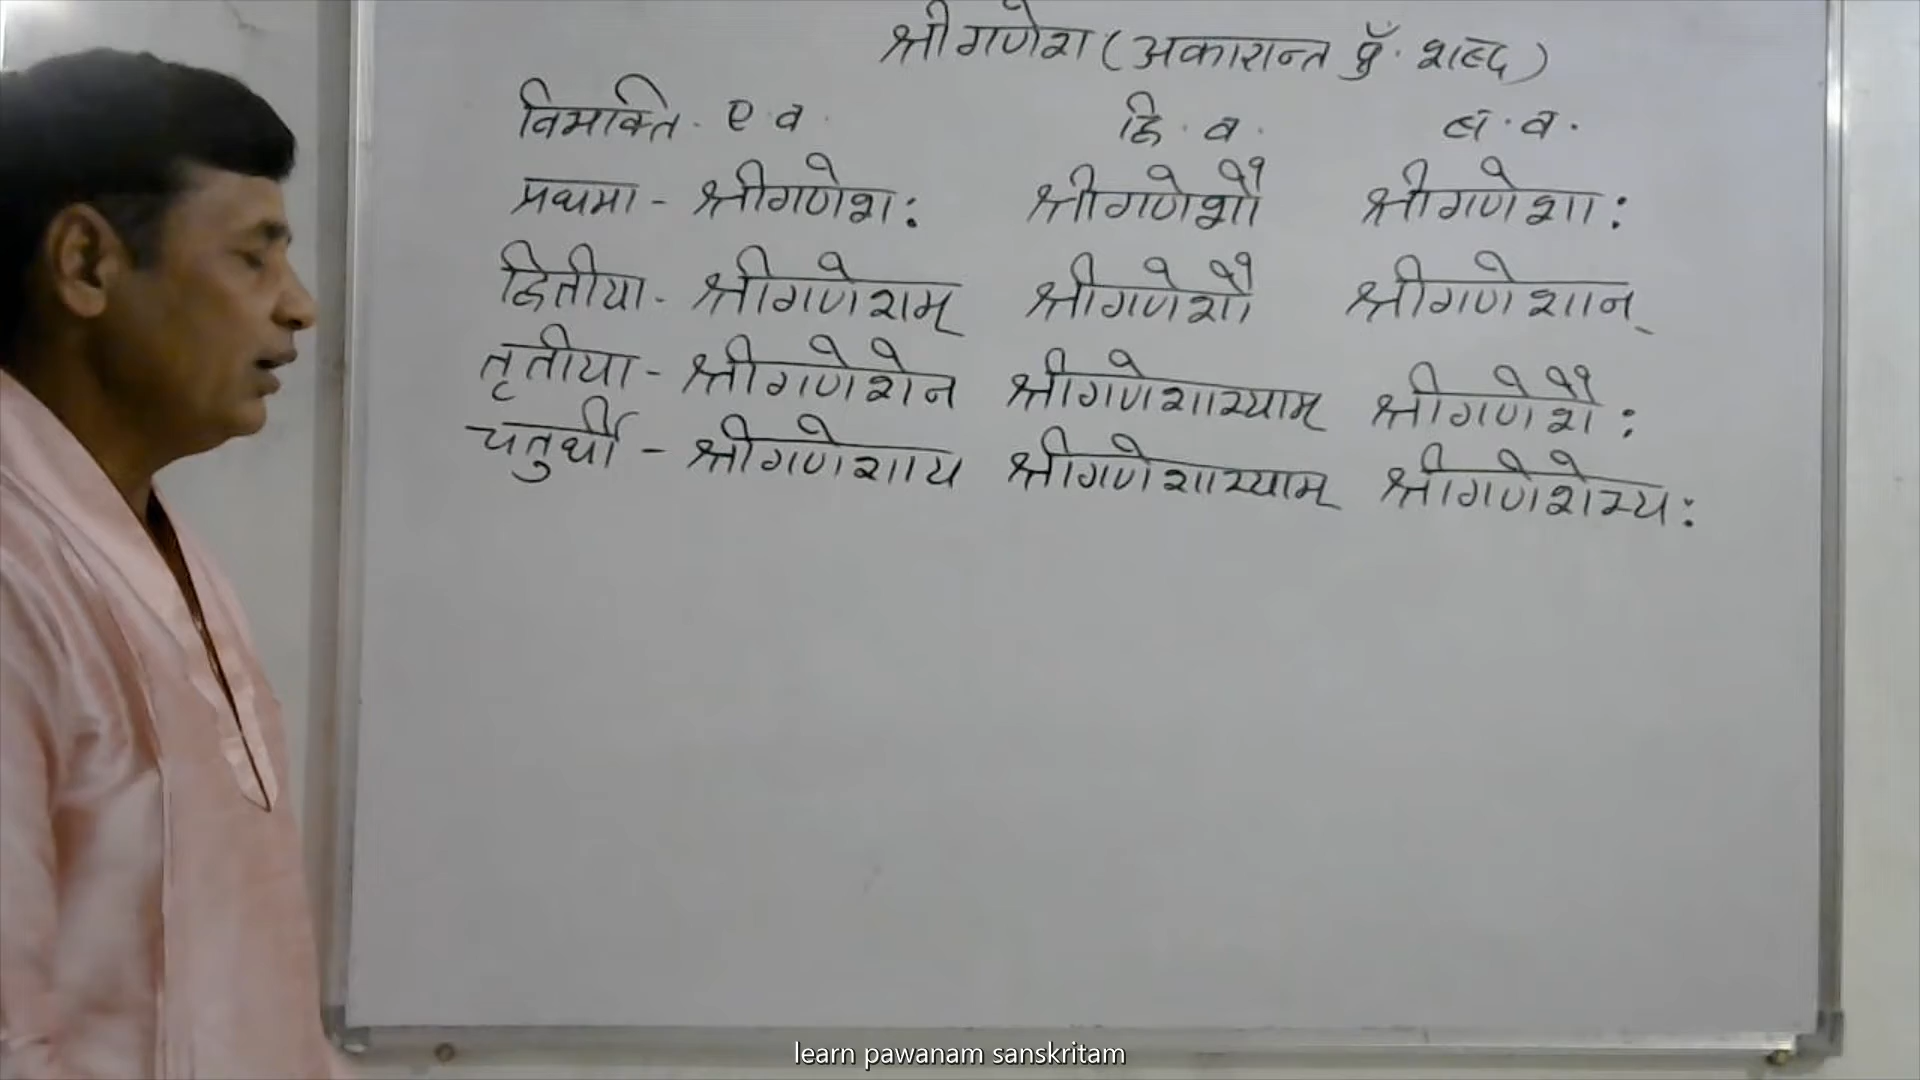 श्रीगणेश (अकारान्त पुँ. शब्द)
विभक्ति. ए.व. द्वि.व. ब.व.
प्रथमा - श्रीगणेशः श्रीगणेशौ श्रीगणेशाः
द्वितीया - श्रीगणेशम् श्रीगणेशौ श्रीगणेशान्
तृतीया - श्रीगणेशेन श्रीगणेशाभ्याम् श्रीगणेशैः
चतुर्थी - श्रीगणेशाय श्रीगणेशाभ्याम् श्रीगणेशेभ्यः
learn pawanam sanskritam